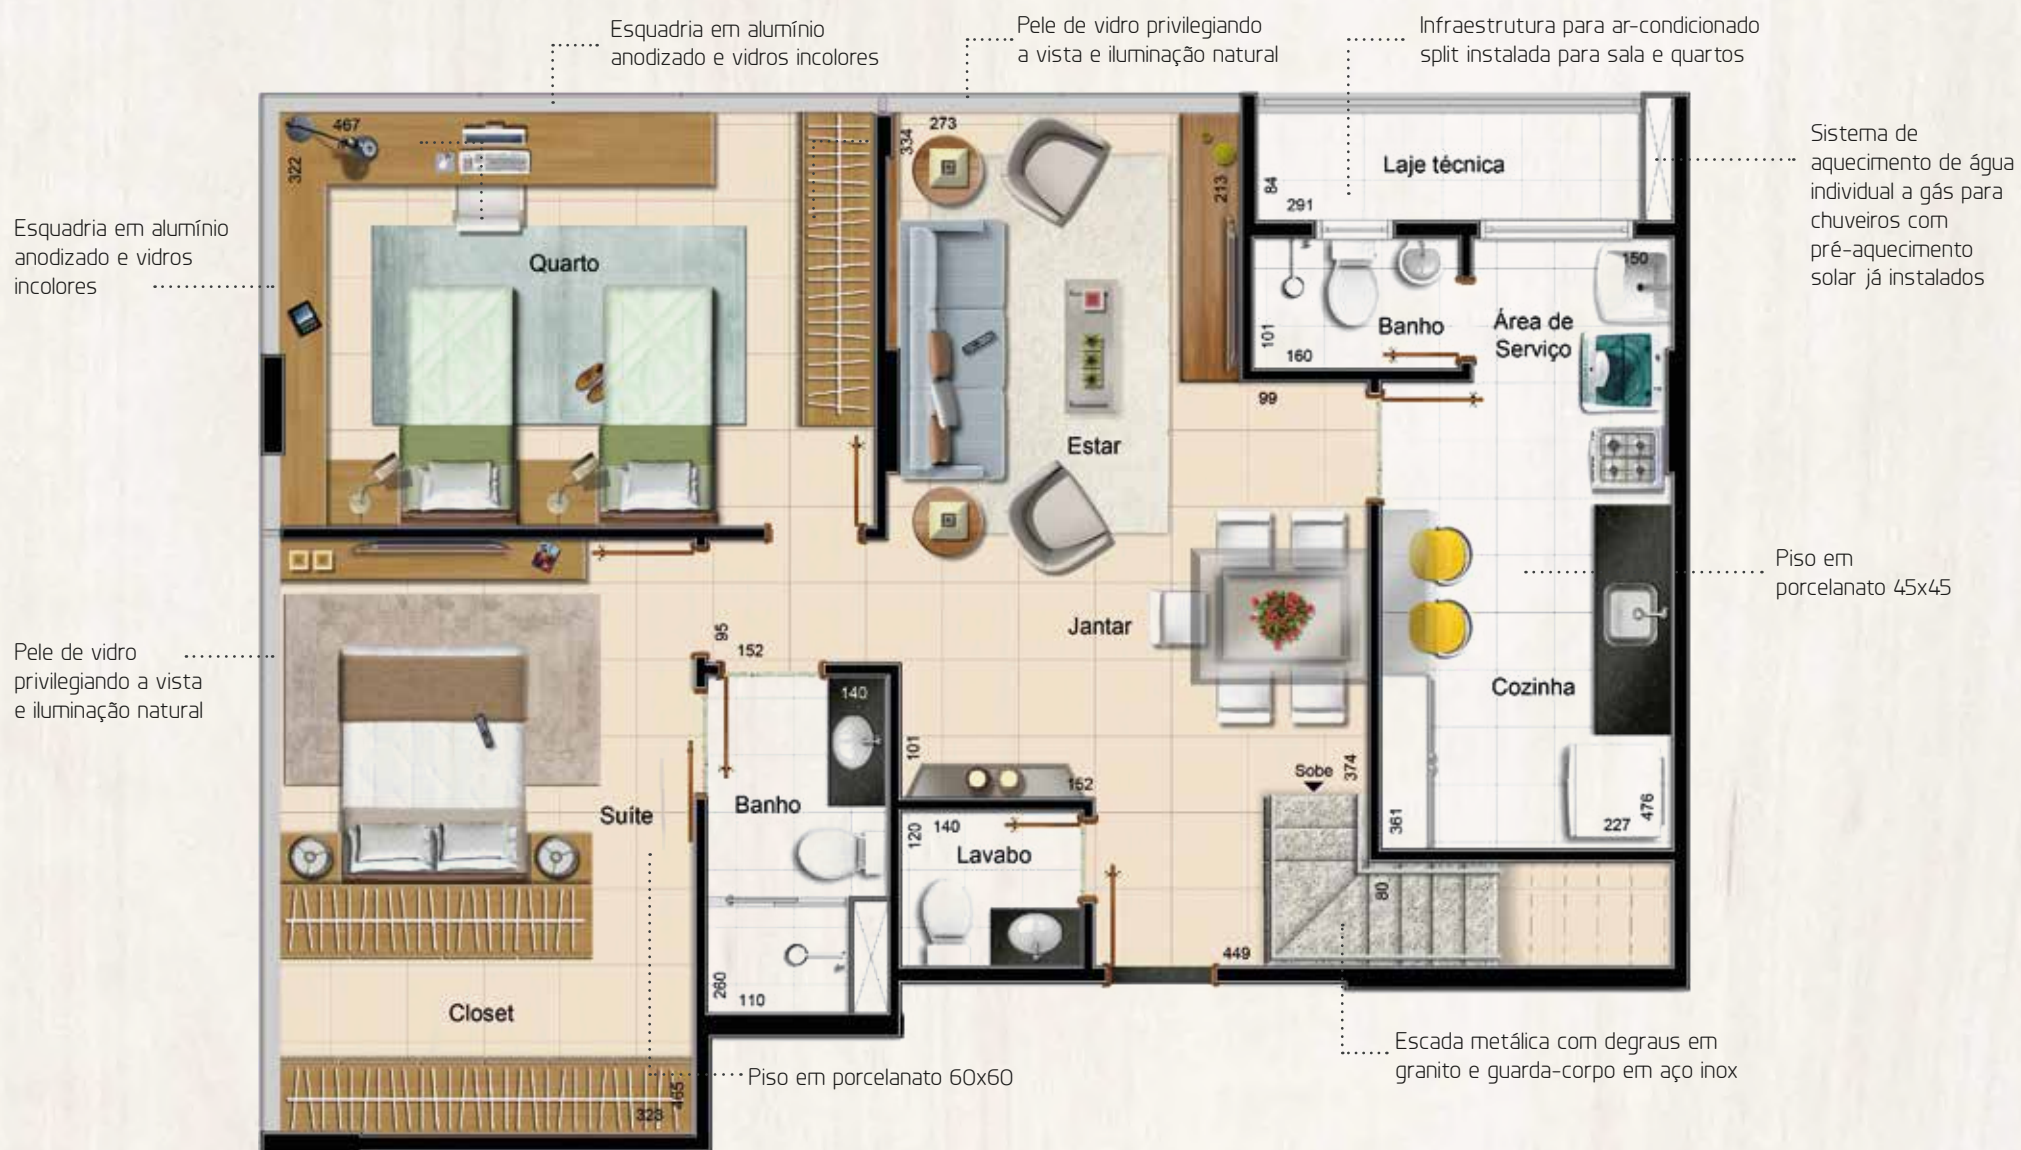 Esquadria em alumínio
anodizado e vidros incolores
Pele de vidro privilegiando
a vista e iluminação natural
Infraestrutura para ar-condicionado
split instalada para sala e quartos
Sistema de
aquecimento de água
individual a gás para
chuveiros com
pré-aquecimento
solar já instalados
Esquadria em alumínio
anodizado e vidros
incolores
467
322
Quarto
273
334
213
Laje técnica
84
291
150
Banho
101
160
Área de
Serviço
99
Estar
Piso em
porcelanato 45x45
Pele de vidro
privilegiando a vista
e iluminação natural
95
152
Jantar
Cozinha
140
101
152
Sobe
374
Suíte
Banho
120
140
Lavabo
361
227
476
80
449
260
110
Closet
Escada metálica com degraus em
granito e guarda-corpo em aço inox
Piso em porcelanato 60x60
323
465